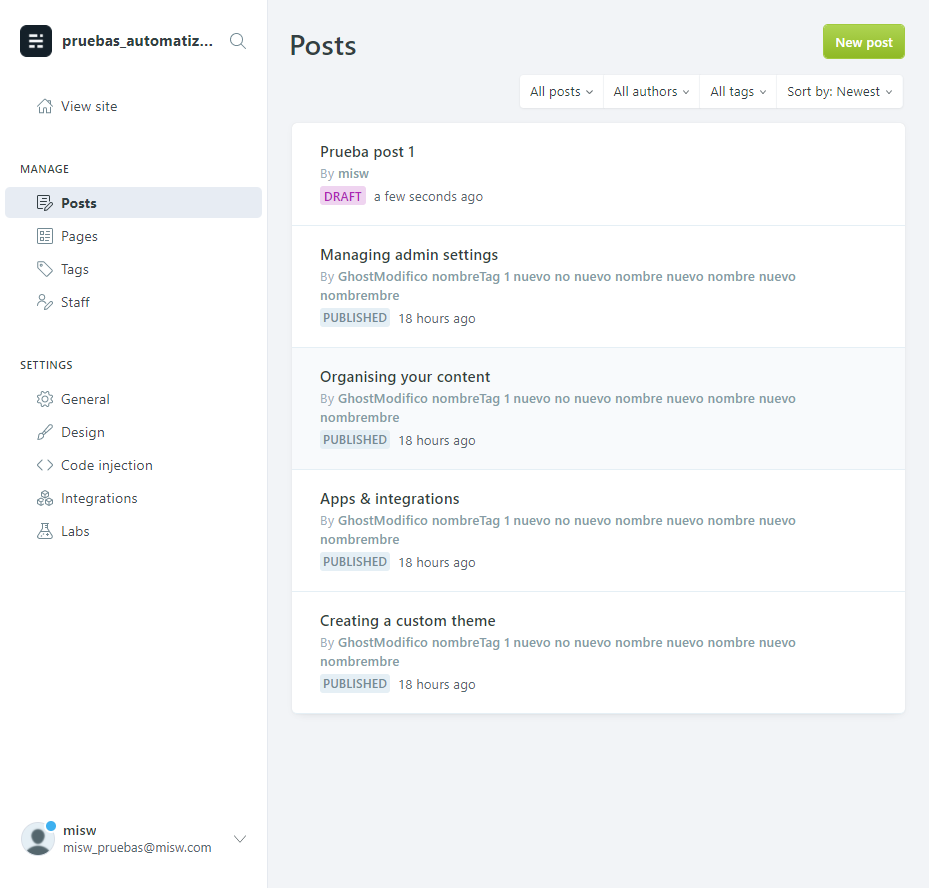 pruebas_automatiz...
View site
MANAGE
Posts
Pages
Tags
Staff
SETTINGS
General
Design
Code injection
Integrations
Labs
misw
misw_pruebas@misw.com
Posts
New post
All posts
All authors
All tags
Sort by: Newest
Prueba post 1
By misw
DRAFT a few seconds ago
Managing admin settings
By GhostModifico nombreTag 1 nuevo no nuevo nombre nuevo nombre nuevo
nombrembre
PUBLISHED 18 hours ago
Organising your content
By GhostModifico nombreTag 1 nuevo no nuevo nombre nuevo nombre nuevo
nombrembre
PUBLISHED 18 hours ago
Apps & integrations
By GhostModifico nombreTag 1 nuevo no nuevo nombre nuevo nombre nuevo
nombrembre
PUBLISHED 18 hours ago
Creating a custom theme
By GhostModifico nombreTag 1 nuevo no nuevo nombre nuevo nombre nuevo
nombrembre
PUBLISHED 18 hours ago